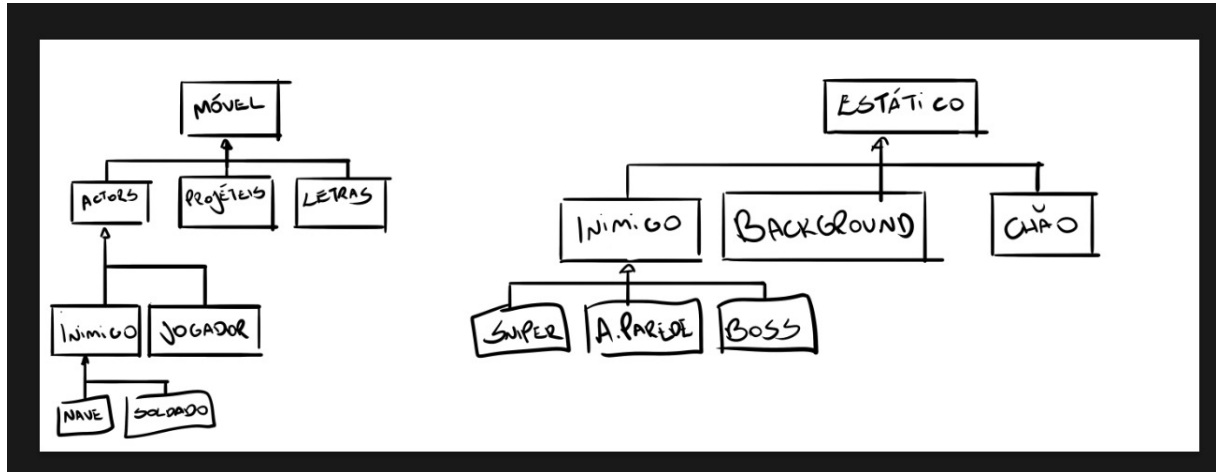 MÓVEL
ACTORS
PROJÉTEIS
LETRAS
INIMIGO
JOGADOR
NAVE
SOLDADO
ESTÁTICO
INIMIGO
BACKGROUND
CHÃO
SNIPER
A.PAREDE
BOSS